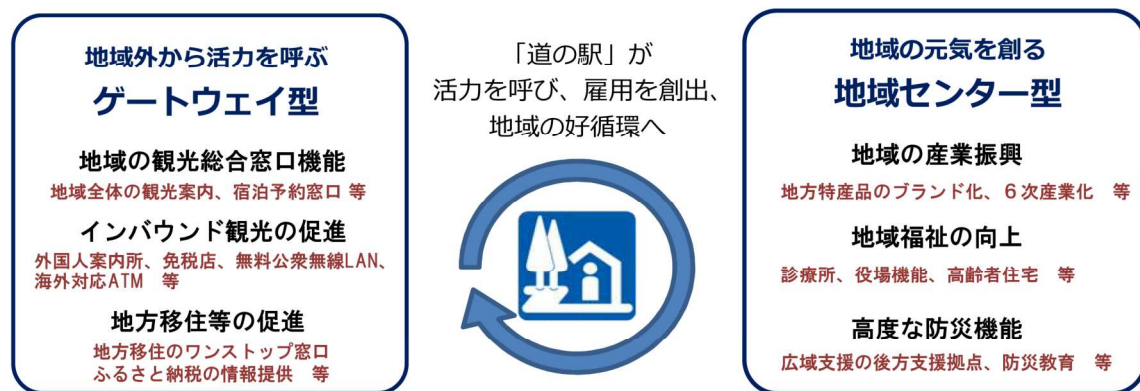 地域外から活力を呼ぶ
ゲートウェイ型
地域の観光総合窓口機能
地域全体の観光案内、宿泊予約窓口 等
インバウンド観光の促進
外国人案内所、免税店、無料公衆無線LAN、
海外対応ATM 等
地方移住等の促進
地方移住のワンストップ窓口
ふるさと納税の情報提供 等
「道の駅」が
活力を呼び、雇用を創出、
地域の好循環へ
地域の元気を創る
地域センター型
地域の産業振興
地方特産品のブランド化、６次産業化 等
地域福祉の向上
診療所、役場機能、高齢者住宅 等
高度な防災機能
広域支援の後方支援拠点、防災教育 等